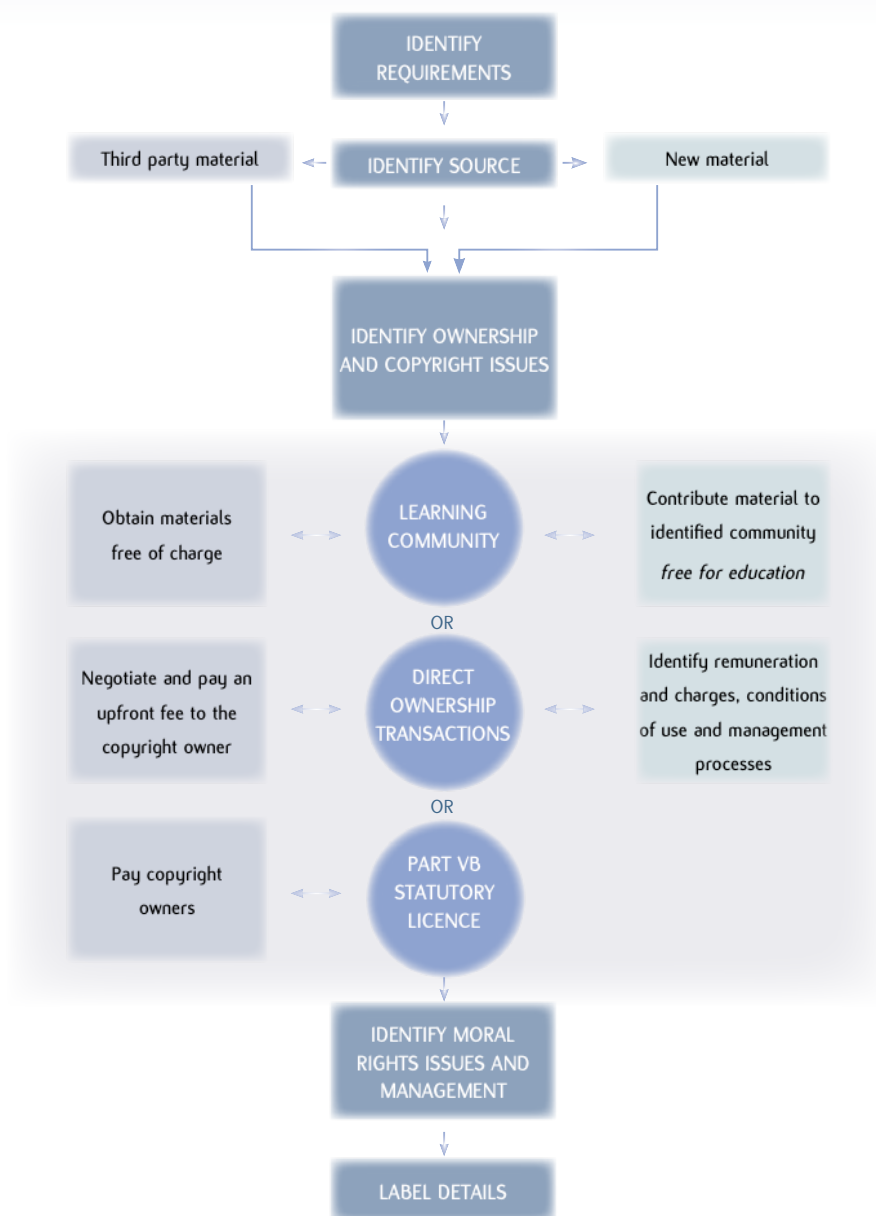 IDENTIFY
REQUIREMENTS
Third party material
IDENTIFY SOURCE
New material
IDENTIFY OWNERSHIP
AND COPYRIGHT ISSUES
Obtain materials
free of charge
LEARNING
COMMUNITY
Contribute material to
identified community
free for education
OR
Negotiate and pay an
upfront fee to the
copyright owner
DIRECT
OWNERSHIP
TRANSACTIONS
Identify remuneration
and charges, conditions
of use and management
processes
OR
Pay copyright
owners
PART VB
STATUTORY
LICENCE
IDENTIFY MORAL
RIGHTS ISSUES AND
MANAGEMENT
LABEL DETAILS